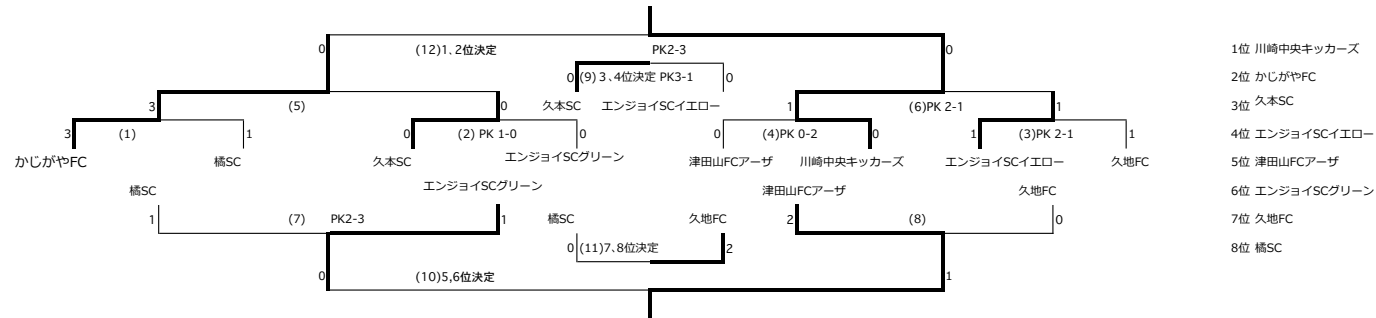 0 (12)1、2位決定 PK2-3 0 1位 川崎中央キッカーズ
0 (9) 3、4位決定 PK3-1 0 2位 かじがやFC
3 (5) 0 久本SC エンジョイSCイエロー 1 (6)PK 2-1 1 3位 久本SC
3 (1) 1 0 (2) PK 1-0 0 0 (4)PK 0-2 0 1 (3)PK 2-1 1 4位 エンジョイSCイエロー
かじがやFC 橘SC 久本SC エンジョイSCグリーン 津田山FCアーザ 川崎中央キッカーズ エンジョイSCイエロー 久地FC 5位 津田山FCアーザ
橘SC エンジョイSCグリーン 津田山FCアーザ 久地FC 6位 エンジョイSCグリーン
1 (7) PK2-3 1 橘SC 久地FC 2 (8) 0 7位 久地FC
0 (11)7、8位決定 2 8位 橘SC
0 (10)5,6位決定 1